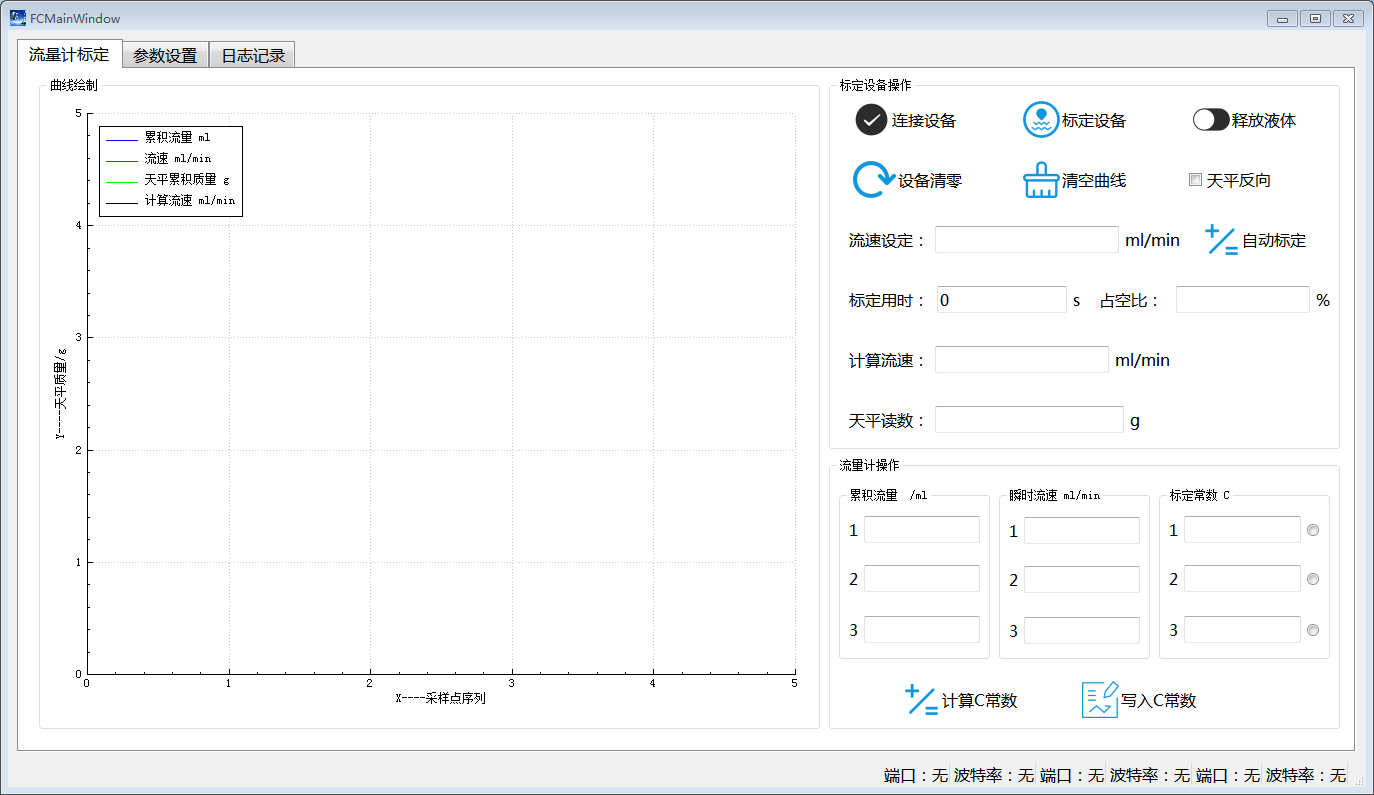 FCMainWindow
流量计标定 参数设置 日志记录
曲线绘制
累积流量 ml
流速 ml/min
天平累积质量 g
计算流速 ml/min
5
4
3
2
1
0
Y----天平质量/g
0 1 2 3 4 5
X----采样点序列
标定设备操作
连接设备 标定设备 释放液体
设备清零 清空曲线 天平反向
流速设定： ml/min 自动标定
标定用时： 0 s 占空比： %
计算流速： ml/min
天平读数： g
流量计操作
累积流量 /ml 瞬时流速 ml/min 标定常数 C
1 1 1
2 2 2
3 3 3
计算C常数 写入C常数
端口：无 波特率：无 端口：无 波特率：无 端口：无 波特率：无